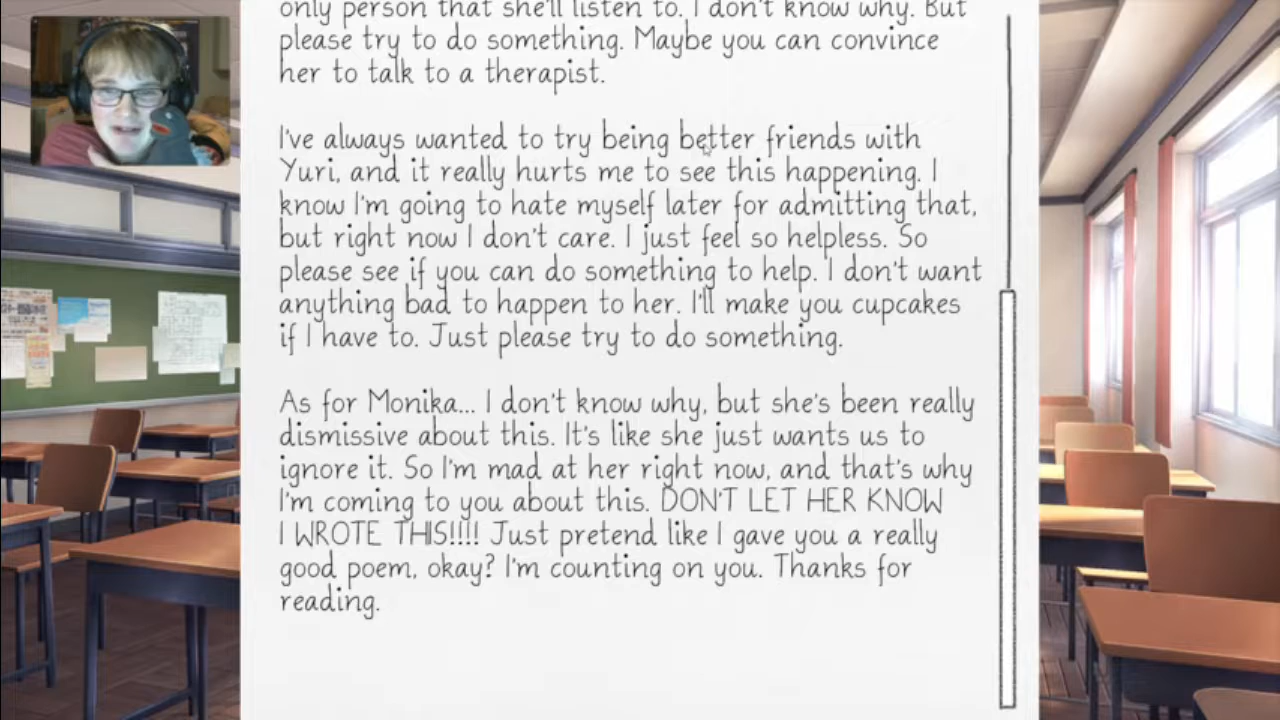 only person that she'll listen to. I don't know why. But
please try to do something. Maybe you can convince
her to talk to a therapist.
I've always wanted to try being better friends with
Yuri, and it really hurts me to see this happening. I
know I'm going to hate myself later for admitting that,
but right now I don't care. I just feel so helpless. So
please see if you can do something to help. I don't want
anything bad to happen to her. I'll make you cupcakes
if I have to. Just please try to do something.
As for Monika... I don't know why, but she's been really
dismissive about this. It's like she just wants us to
ignore it. So I'm mad at her right now, and that's why
I'm coming to you about this. DON'T LET HER KNOW
I WROTE THIS!!!! Just pretend like I gave you a really
good poem, okay? I'm counting on you. Thanks for
reading.